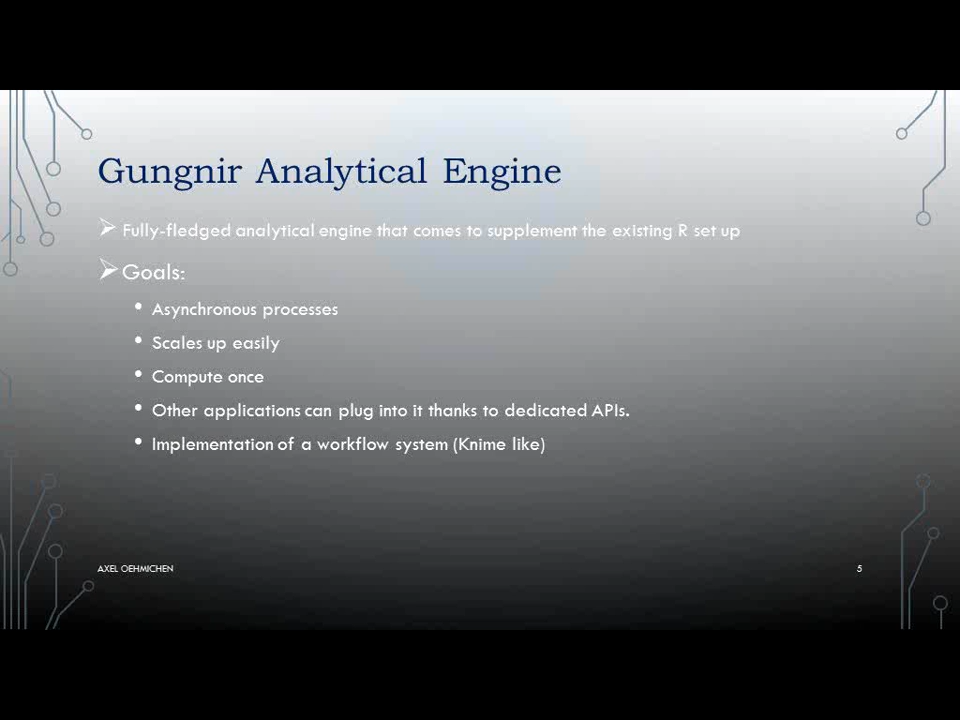 Gungnir Analytical Engine
Fully-fledged analytical engine that comes to supplement the existing R set up
Goals:
Asynchronous processes
Scales up easily
Compute once
Other applications can plug into it thanks to dedicated APIs.
Implementation of a workflow system (Knime like)
AXEL OEHMICHEN
5